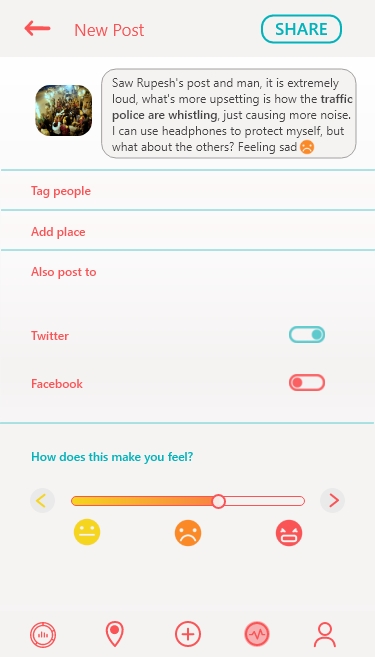 New Post
SHARE
Saw Rupesh's post and man, it is extremely
loud, what's more upsetting is how the traffic
police are whistling, just causing more noise.
I can use headphones to protect myself, but
what about the others? Feeling sad
Tag people
Add place
Also post to
Twitter
Facebook
How does this make you feel?